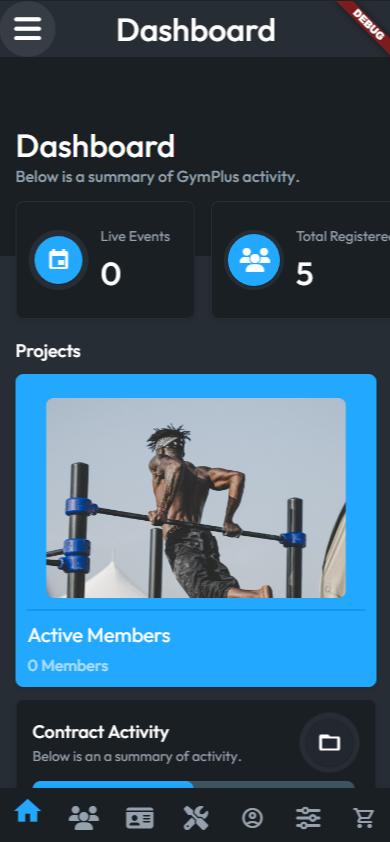 Dashboard
DEBUG
Dashboard
Below is a summary of GymPlus activity.
Live Events
0
Total Registere
5
Projects
Active Members
0 Members
Contract Activity
Below is an a summary of activity.